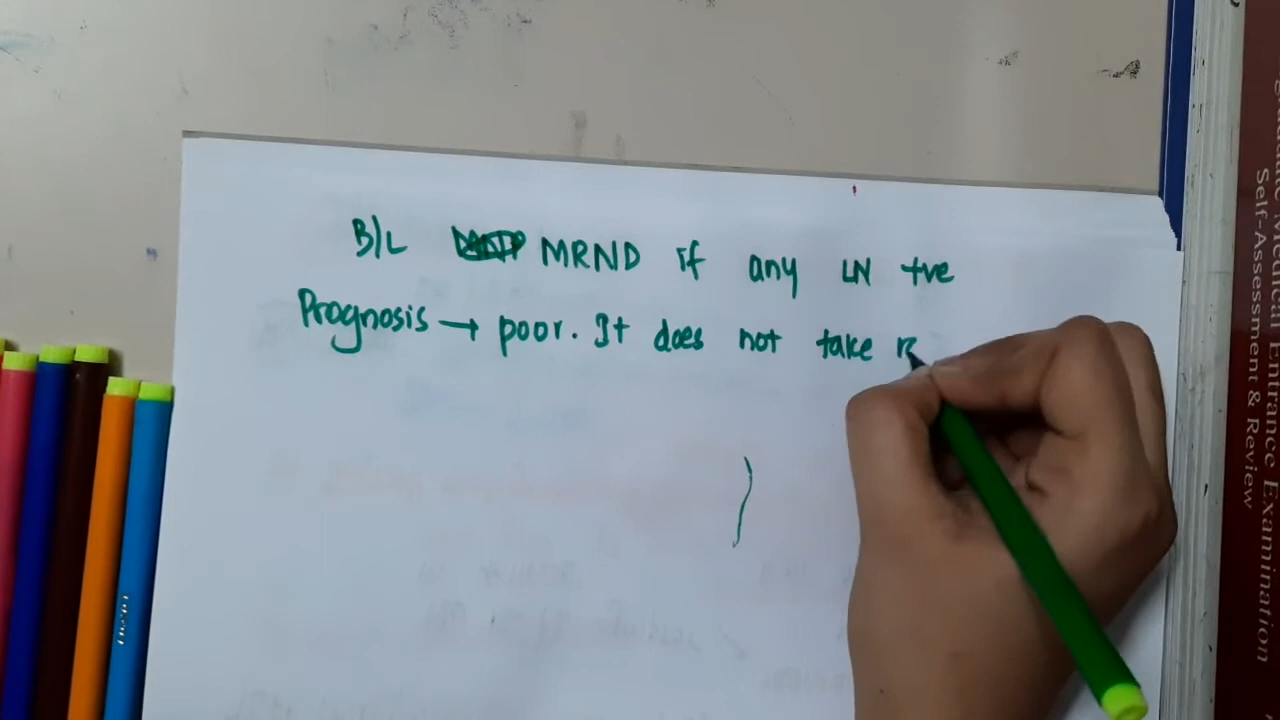 B/L MRND if any LN +ve
Prognosis → poor. It does not take
Medical Entrance Examination
Self-Assessment & Review